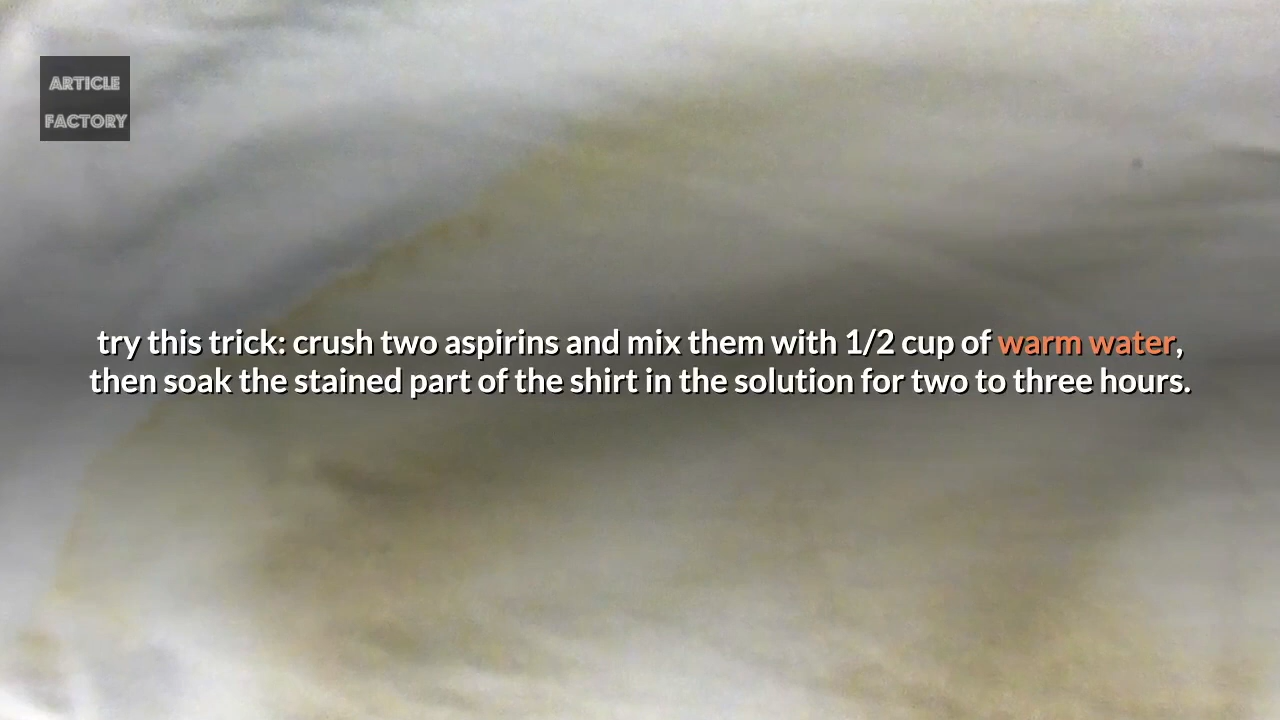 ARTICLE
FACTORY
try this trick: crush two aspirins and mix them with 1/2 cup of warm water,
then soak the stained part of the shirt in the solution for two to three hours.